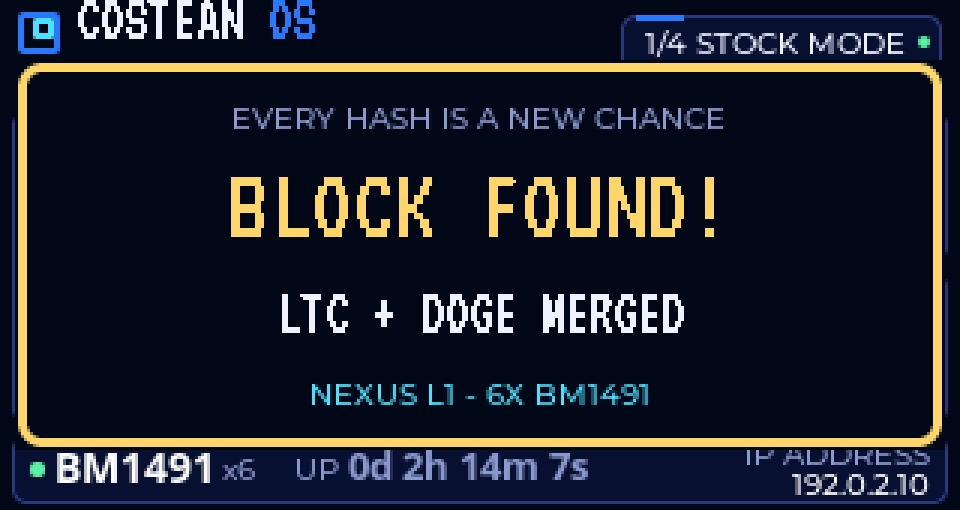 COSTEAN OS
1/4 STOCK MODE
EVERY HASH IS A NEW CHANCE
BLOCK FOUND!
LTC + DOGE MERGED
NEXUS L1 - 6X BM1491
BM1491 x6 UP 0d 2h 14m 7s
IP ADDRESS
192.0.2.10